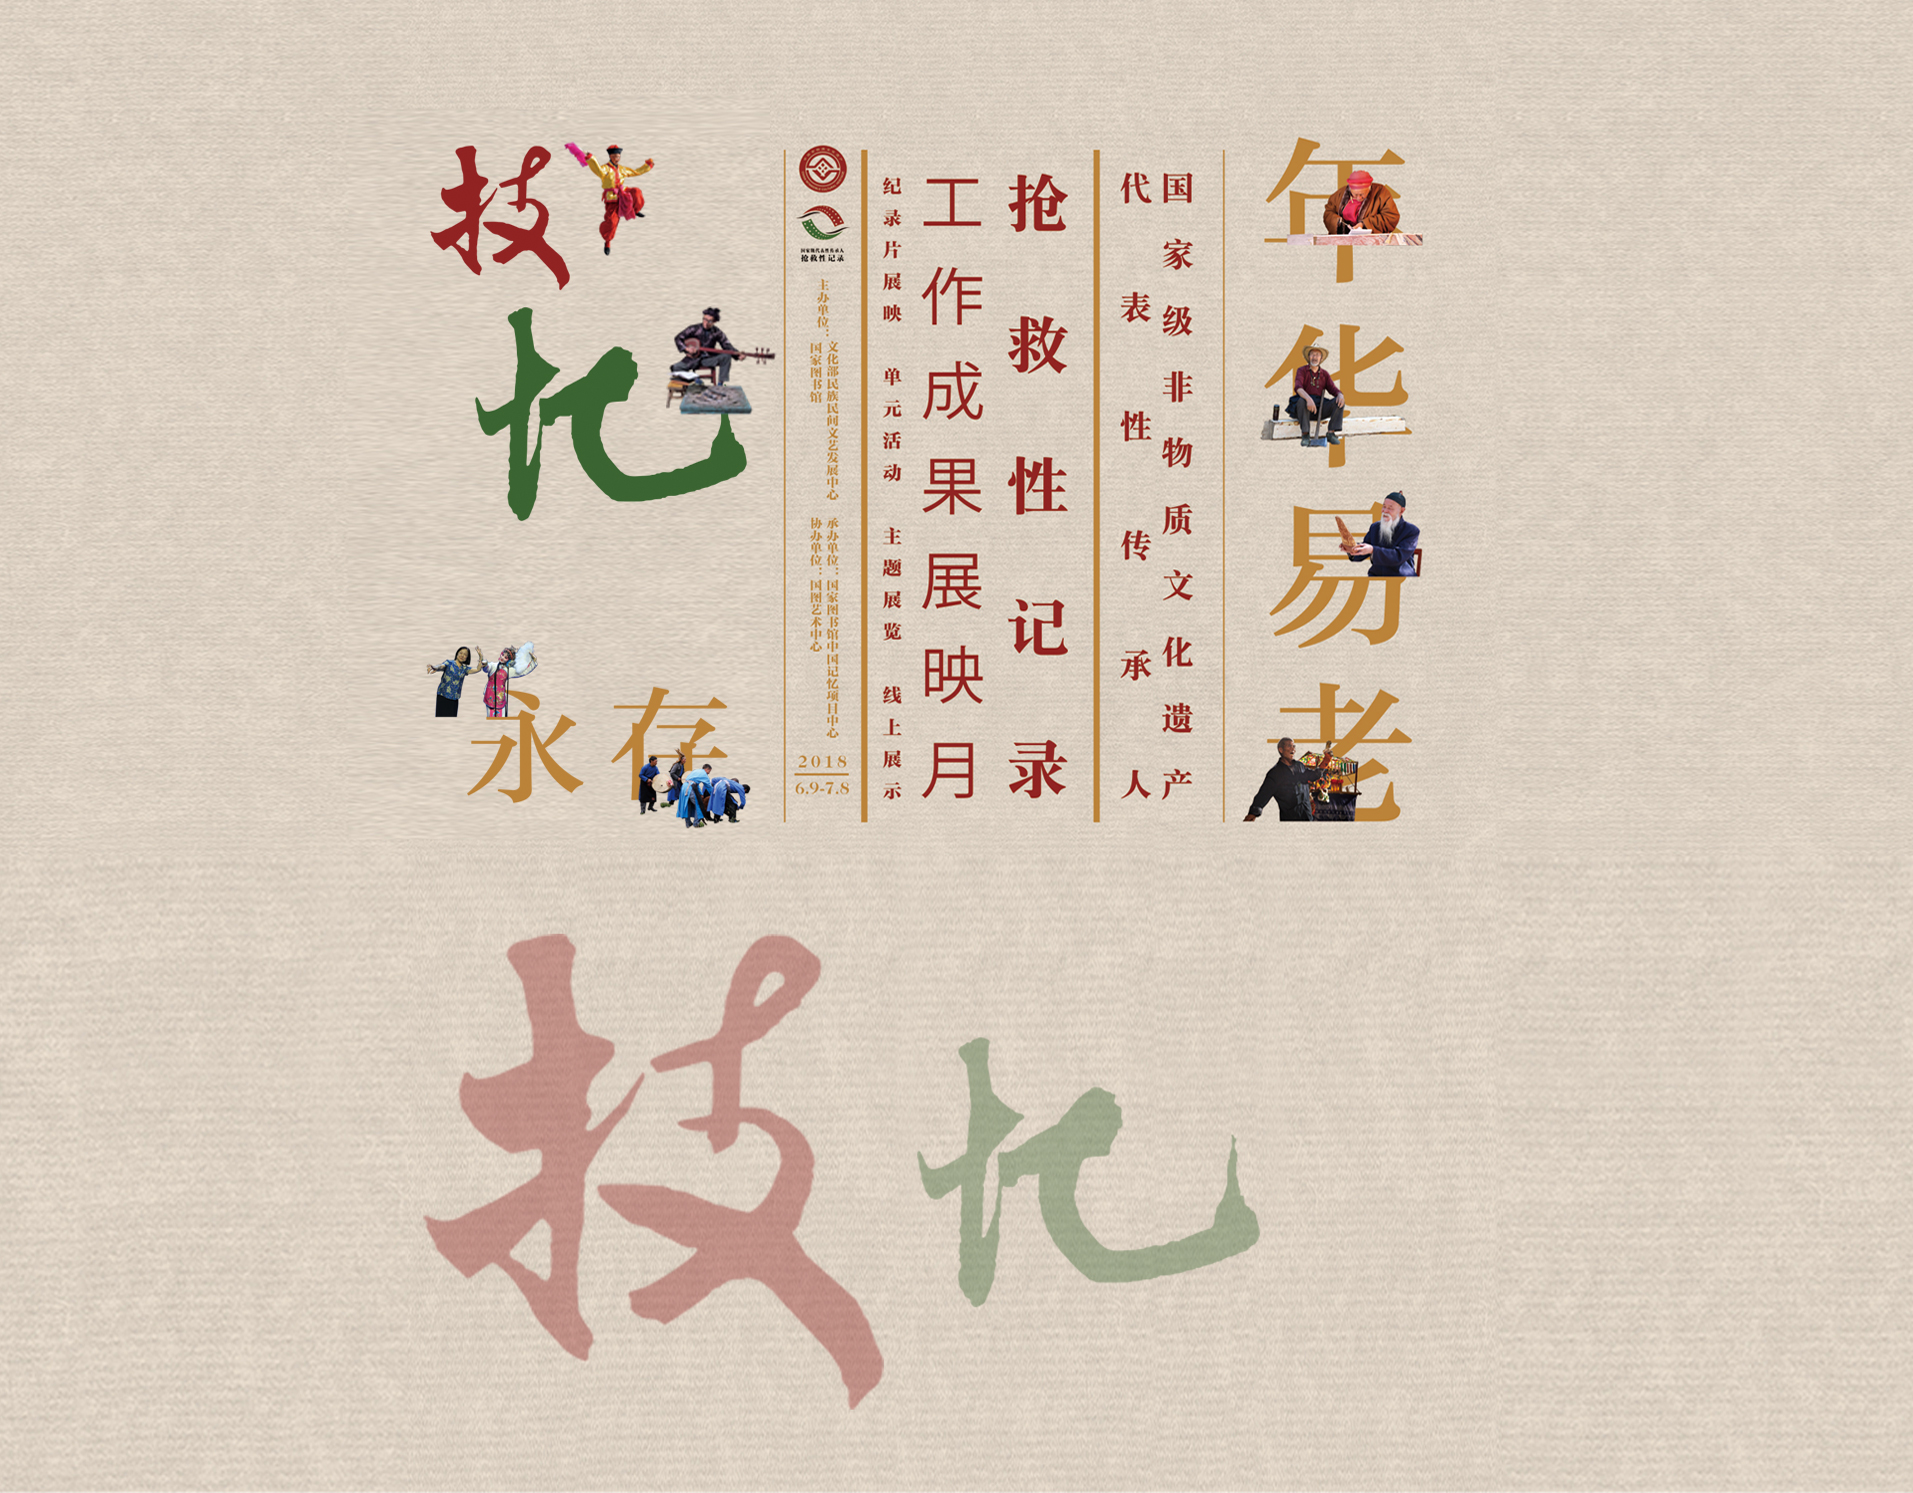 年华易老
国家级非物质文化遗产
代表性传承人
抢救性记录
工作成果展映月
纪录片展映 单元活动 主题展览 线上展示
国家级代表性传承人
抢救性记录
主办单位：
文化部民族民间文艺发展中心
国家图书馆
承办单位：国家图书馆中国记忆项目中心
协办单位：国图艺术中心
2018
6.9-7.8
技
忆
永存
技忆